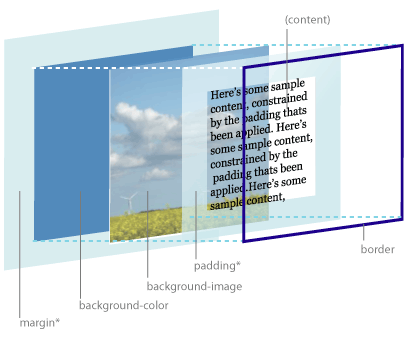 (content)
Here's some sample
content, constrained
by the padding thats
been applied. Here's
some sample content,
constrained by the
padding thats been
applied.Here's some
sample content,
border
padding*
background-image
background-color
margin*